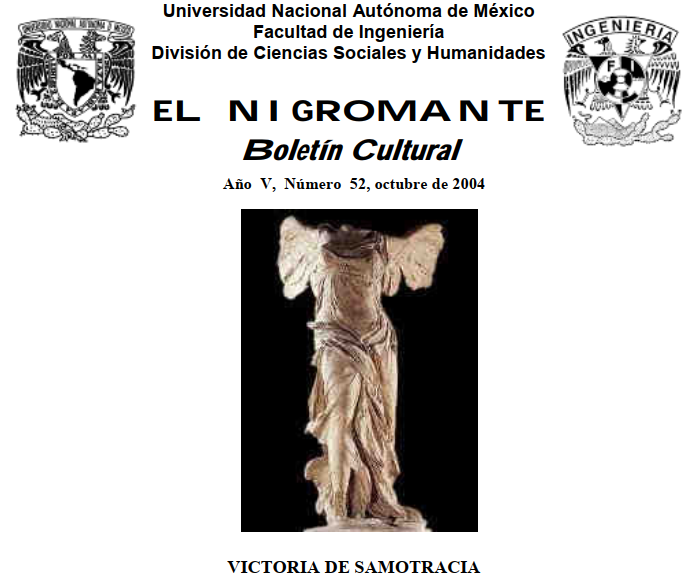 Universidad Nacional Autónoma de México
Facultad de Ingeniería
División de Ciencias Sociales y Humanidades
EL NIGROMANTE
Boletín Cultural
Año V, Número 52, octubre de 2004
INGENIERIA
F I
VICTORIA DE SAMOTRACIA